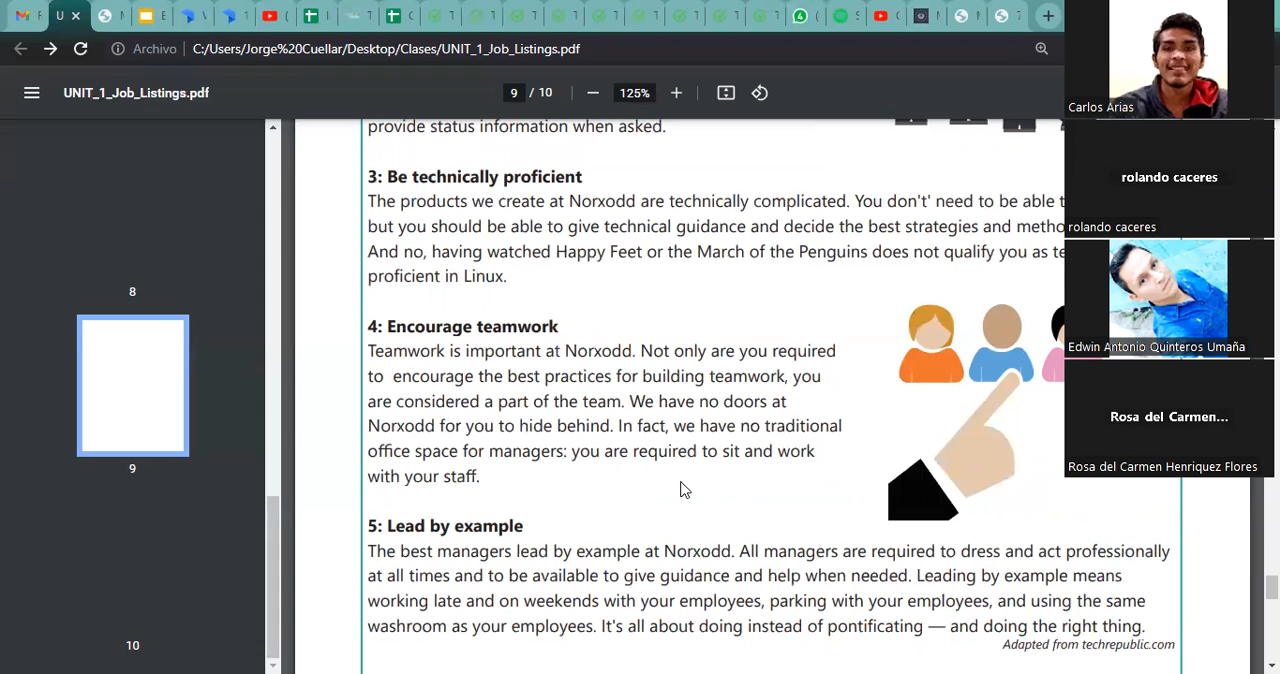 U
Archivo C:/Users/Jorge%20Cuellar/Desktop/Clases/UNIT_1_Job_Listings.pdf
UNIT_1_Job_Listings.pdf 9 / 10 125%
8
9
10
provide status information when asked.
3: Be technically proficient
The products we create at Norxodd are technically complicated. You don't' need to be able
but you should be able to give technical guidance and decide the best strategies and
And no, having watched Happy Feet or the March of the Penguins does not qualify you as
proficient in Linux.
4: Encourage teamwork
Teamwork is important at Norxodd. Not only are you required
to encourage the best practices for building teamwork, you
are considered a part of the team. We have no doors at
Norxodd for you to hide behind. In fact, we have no traditional
office space for managers: you are required to sit and work
with your staff.
5: Lead by example
The best managers lead by example at Norxodd. All managers are required to dress and act professionally
at all times and to be available to give guidance and help when needed. Leading by example means
working late and on weekends with your employees, parking with your employees, and using the same
washroom as your employees. It's all about doing instead of pontificating — and doing the right thing.
Adapted from techrepublic.com
Carlos Arias
rolando caceres
rolando caceres
Edwin Antonio Quinteros Umaña
Rosa del Carmen...
Rosa del Carmen Henriquez Flores